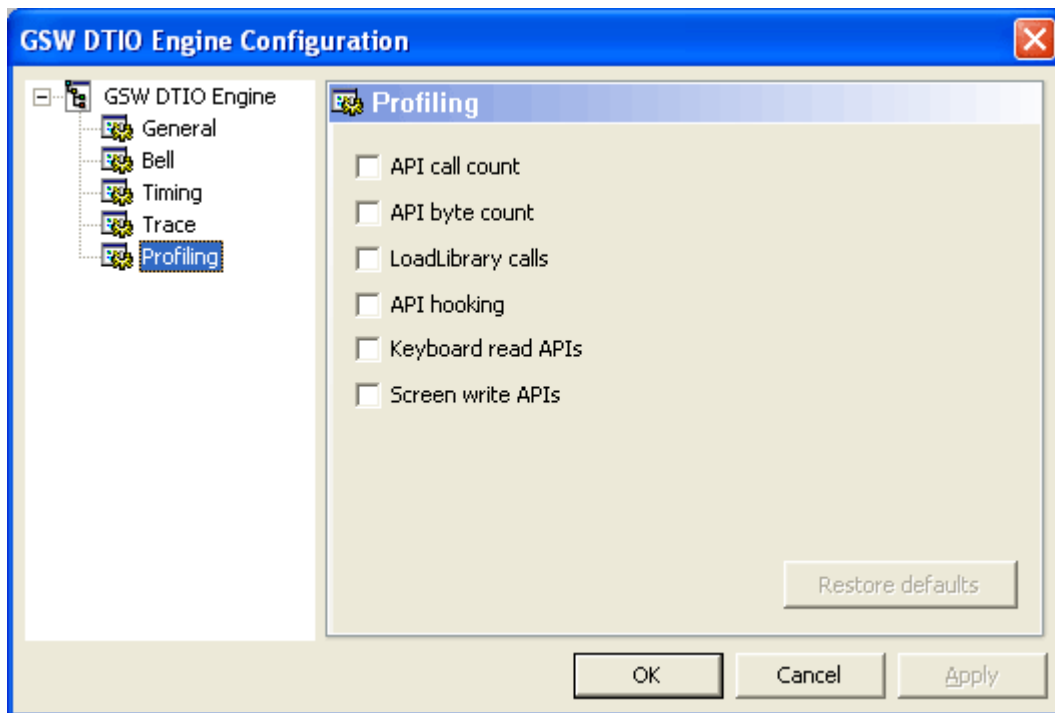 GSW DTIO Engine Configuration
GSW DTIO Engine
General
Bell
Timing
Trace
Profiling
Profiling
API call count
API byte count
LoadLibrary calls
API hooking
Keyboard read APIs
Screen write APIs
Restore defaults
OK
Cancel
Apply